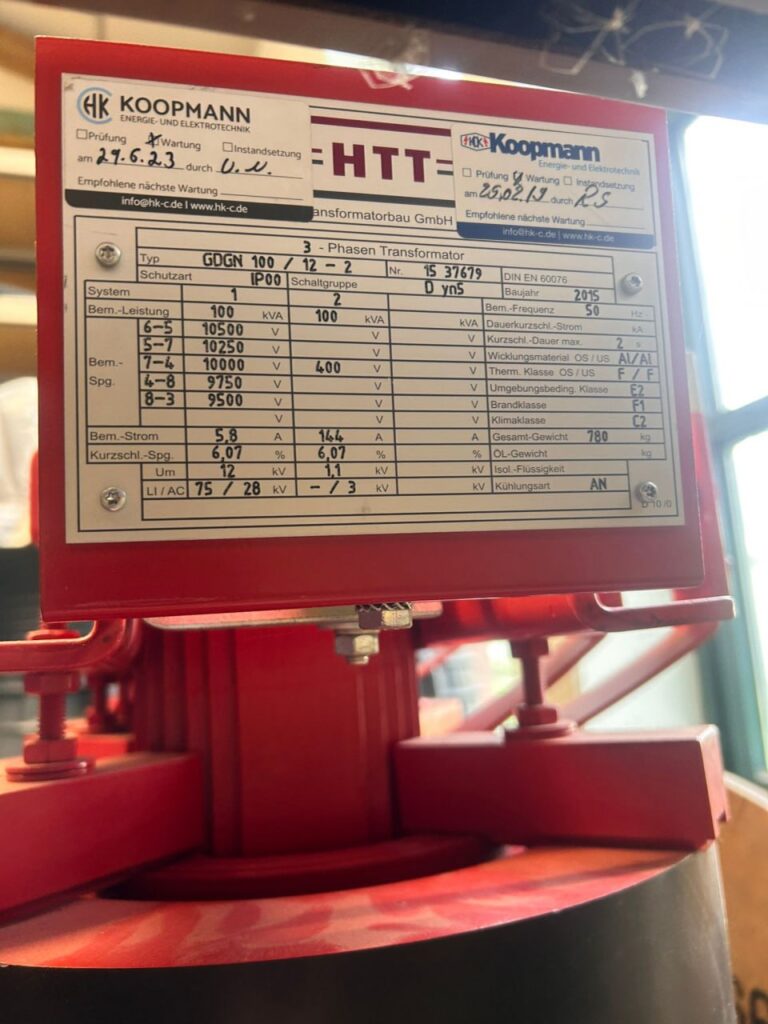 HK KOOPMANN
ENERGIE- UND ELEKTROTECHNIK
☐Prüfung ☒Wartung ☐Instandsetzung
am 29.6.23 durch U.N.
Empfohlene nächste Wartung
info@hk-c.de | www.hk-c.de
HTT
ansformatorbau GmbH
HK Koopmann
Energie- und Elektrotechnik
☐ Prüfung ☒ Wartung ☐ Instandsetzung
am 25.02.19 durch RS
Empfohlene nächste Wartung
info@hk-c.de | www.hk-c.de
3 - Phasen Transformator
Typ GDGN 100 / 12 - 2 Nr. 15 37679 DIN EN 60076
Schutzart IP00 Schaltgruppe D yn5 Baujahr 2015
System 1 2 Bem.-Frequenz 50 Hz
Bem.-Leistung 100 kVA 100 kVA kVA Dauerkurzschl.-Strom kA
6-5 10500 V V V Kurzschl.-Dauer max. 2 s
5-7 10250 V V V Wicklungsmaterial OS / US Al/Al
Bem.- 7-4 10000 V 400 V V Therm. Klasse OS / US F / F
Spg. 4-8 9750 V V V Umgebungsbeding. Klasse E2
8-3 9500 V V V Brandklasse F1
V V V Klimaklasse C2
Bem.-Strom 5,8 A 144 A A Gesamt-Gewicht 780 kg
Kurzschl.-Spg. 6,07 % 6,07 % % ÖL-Gewicht kg
Um 12 kV 1,1 kV kV Isol.-Flüssigkeit
LI / AC 75 / 28 kV - / 3 kV kV Kühlungsart AN
D 10 /0